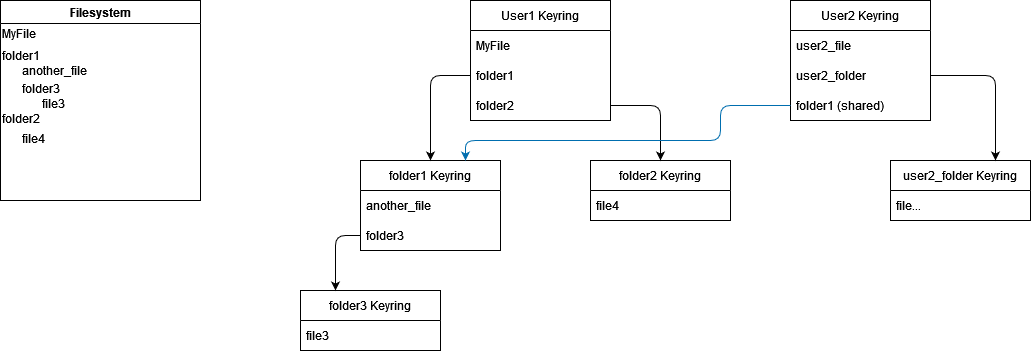 Filesystem
MyFile
folder1
another_file
folder3
file3
folder2
file4
User1 Keyring
MyFile
folder1
folder2
User2 Keyring
user2_file
user2_folder
folder1 (shared)
folder1 Keyring
another_file
folder3
folder2 Keyring
file4
user2_folder Keyring
file...
folder3 Keyring
file3